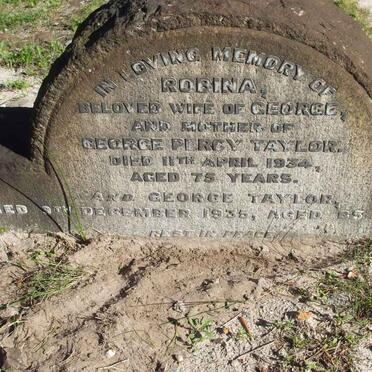 IN LOVING MEMORY OF
ROBINA,
BELOVED WIFE OF GEORGE,
AND MOTHER OF
GEORGE PERCY TAYLOR.
DIED 11TH APRIL 1934,
AGED 75 YEARS.
AND GEORGE TAYLOR,
DECEMBER 1935, AGED
REST IN PEACE